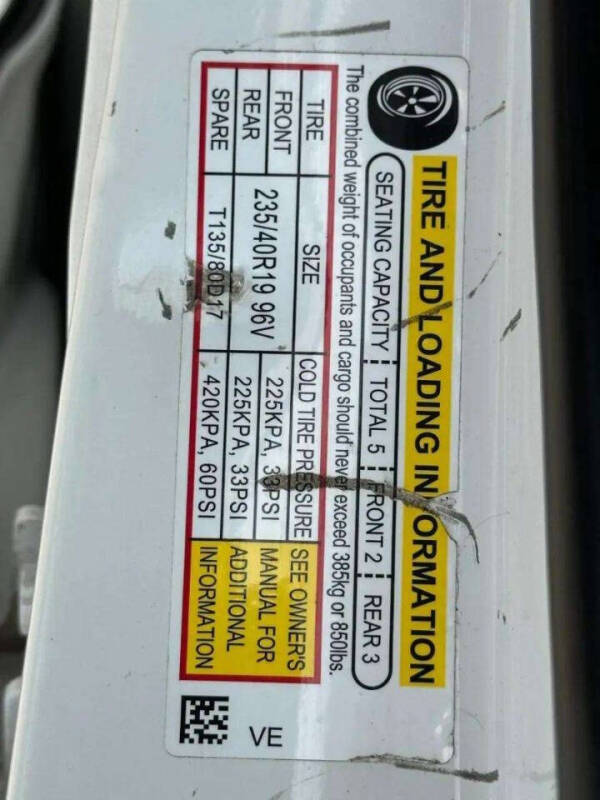 TIRE AND LOADING INFORMATION
SEATING CAPACITY TOTAL 5 FRONT 2 REAR 3
The combined weight of occupants and cargo should never exceed 385kg or 850lbs.
TIRE SIZE COLD TIRE PRESSURE
FRONT 235/40R19 96V 225KPA, 33PSI
REAR 225KPA, 33PSI
SPARE T135/80D17 420KPA, 60PSI
SEE OWNER'S
MANUAL FOR
ADDITIONAL
INFORMATION
VE